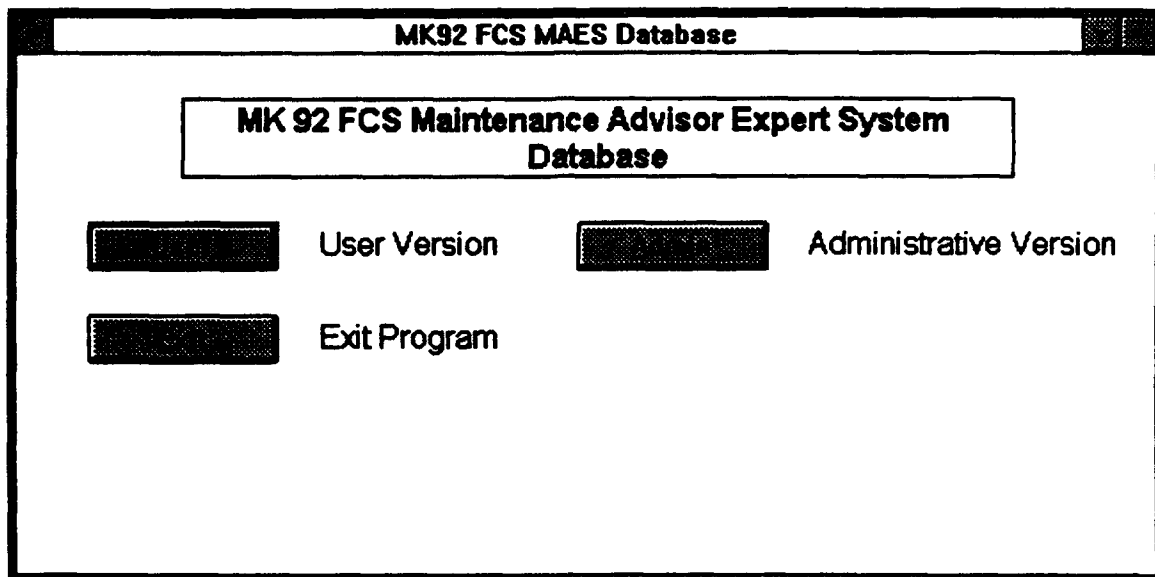 MK92 FCS MAES Database
MK 92 FCS Maintenance Advisor Expert System
Database
User Version
Administrative Version
Exit Program